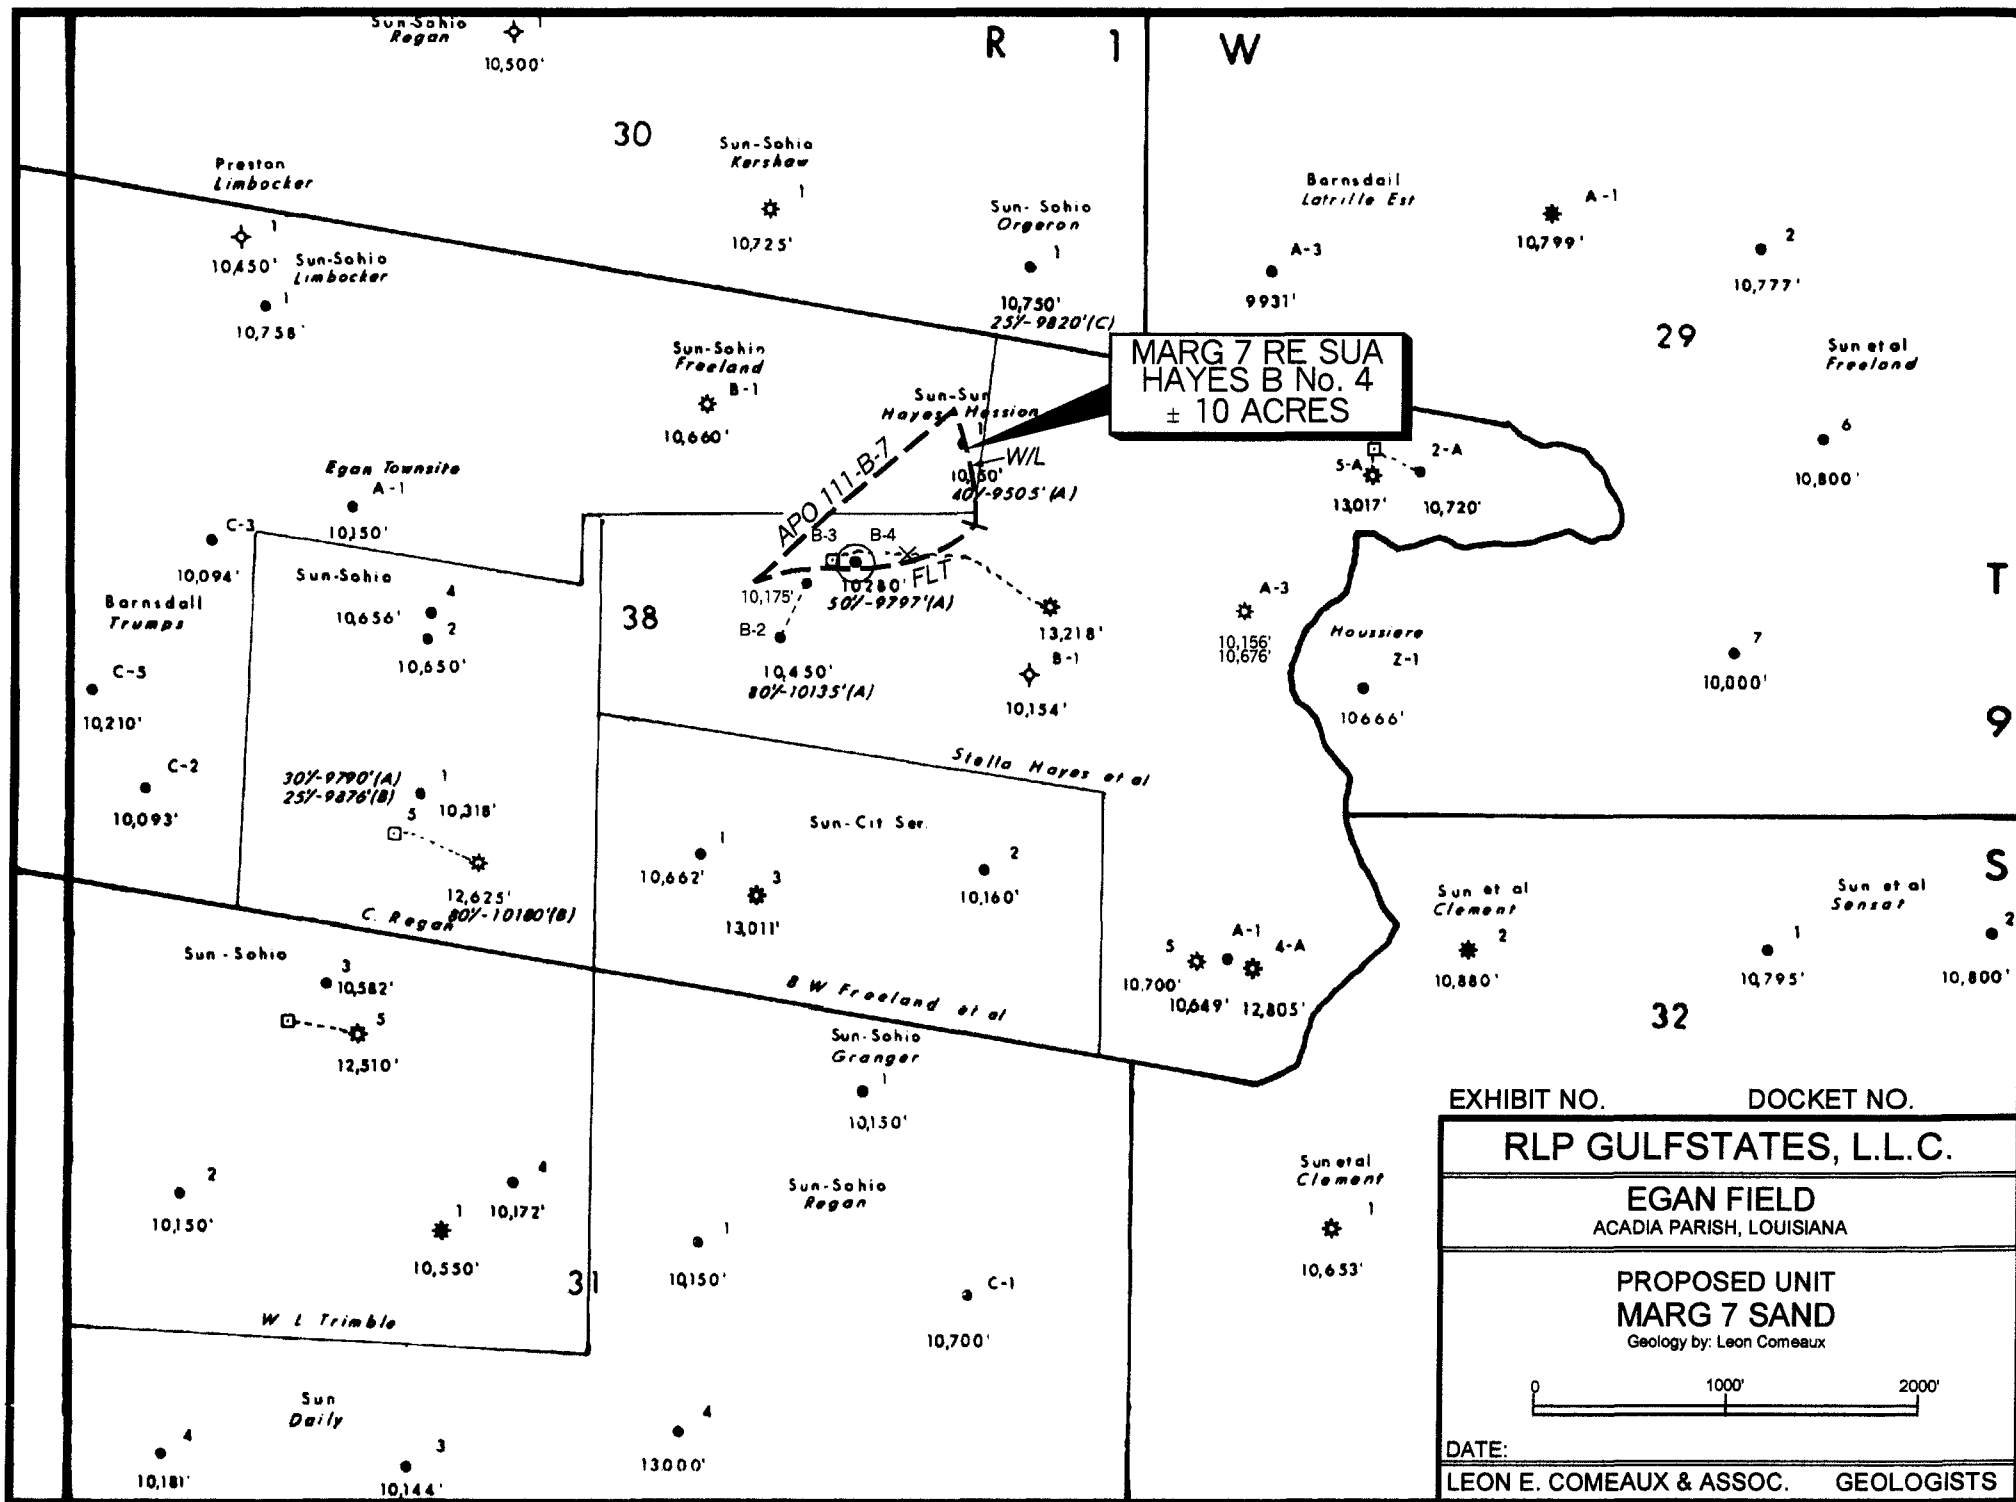 Sun-Sohio
Regan
1
10,500'
R 1 W
30
Preston
Limbocker
1
10,450'
Sun-Sohio
Limbocker
1
10,758'
Sun-Sohio
Kershaw
1
10,725'
Sun-Sohio
Orgeron
1
10,750'
25'/-9820'(C)
Barnsdall
Latrille Est
A-1
10,799'
A-3
9931'
2
10,777'
29
Sun et al
Freeland
6
10,800'
MARG 7 RE SUA
HAYES B No. 4
± 10 ACRES
Sun-Sohio
Freeland
B-1
10,660'
Sun-Sun
Hayes Hession
1
W/L
40'/-9505'(A)
APO 111-B-7
5-A
13,017'
2-A
10,720'
Egan Townsite
A-1
10,150'
C-3
10,094'
Sun-Sohio
4
10,656'
2
10,650'
Barnsdall
Trumps
C-5
10,210'
C-2
10,093'
38
B-3
B-4
10280'
FLT
50'/-9797'(A)
10,175'
B-2
10,450'
80'/-10135'(A)
13,218'
B-1
10,154'
A-3
10,156'
10,676'
Houssiere
Z-1
10666'
7
10,000'
T
9
S
30'/-9790'(A)
25'/-9876'(B)
1
10,318'
5
12,625'
80'/-10180'(B)
C. Regan
Stella Hayes et al
Sun-Cit Ser.
1
10,662'
3
13,011'
2
10,160'
B W Freeland et al
5
10,700'
A-1
10,649'
4-A
12,805'
Sun et al
Clement
2
10,880'
Sun et al
Sensat
1
10,795'
2
10,800'
32
Sun-Sohio
3
10,582'
5
12,510'
Sun-Sohio
Granger
1
10,150'
2
10,150'
4
10,172'
1
10,550'
31
Sun-Sohio
Regan
1
10,150'
C-1
10,700'
Sun et al
Clement
1
10,653'
W L Trimble
Sun
Daily
4
10,181'
3
10,144'
4
13000'
EXHIBIT NO. DOCKET NO.
RLP GULFSTATES, L.L.C.
EGAN FIELD
ACADIA PARISH, LOUISIANA
PROPOSED UNIT
MARG 7 SAND
Geology by: Leon Comeaux
0 1000' 2000'
DATE:
LEON E. COMEAUX & ASSOC. GEOLOGISTS